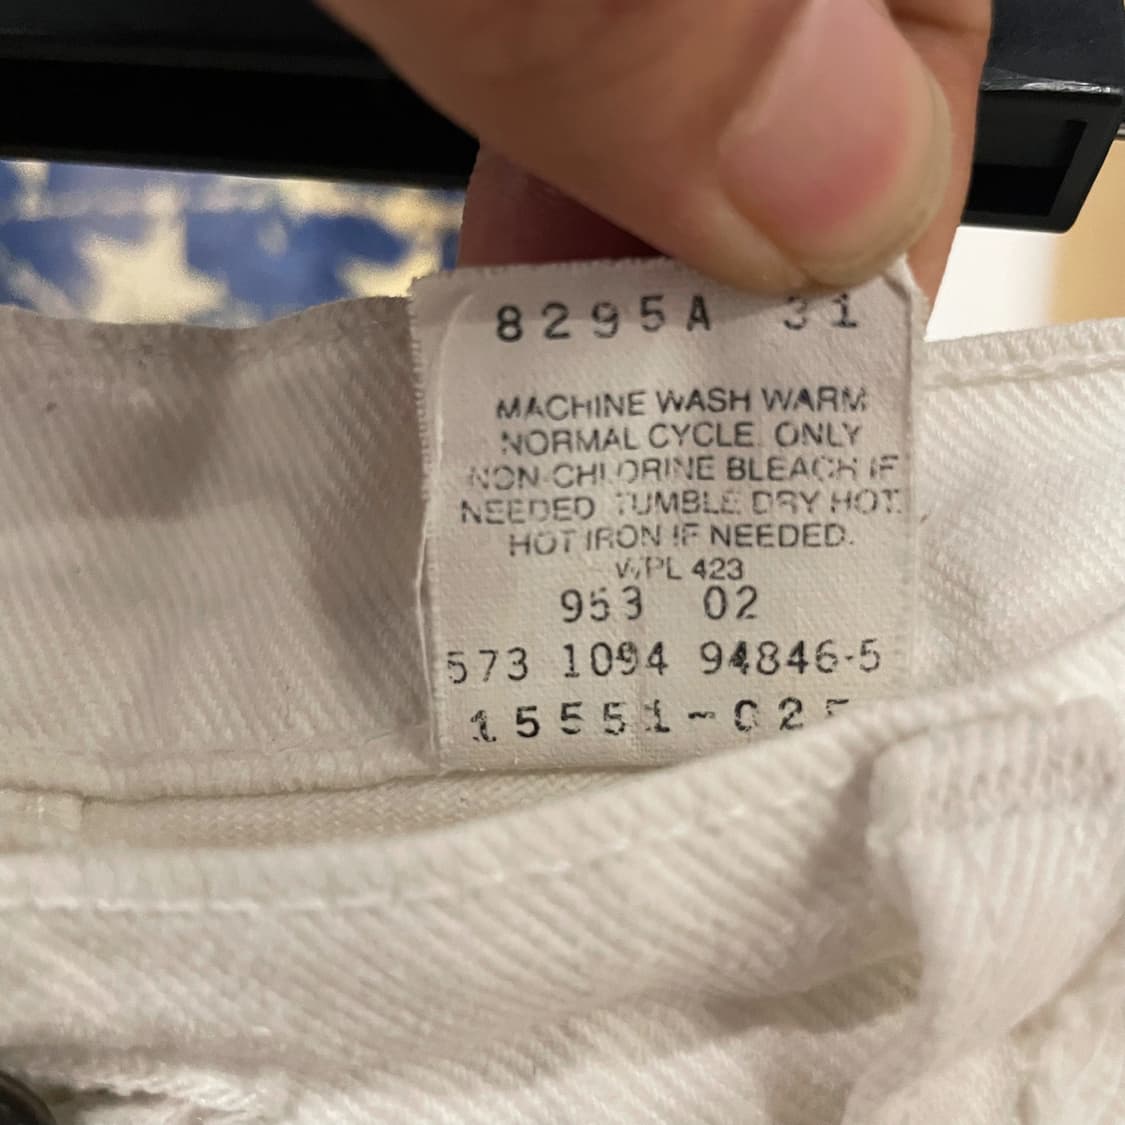 8295A 31
MACHINE WASH WARM
NORMAL CYCLE. ONLY
NON-CHLORINE BLEACH IF
NEEDED TUMBLE DRY HOT.
HOT IRON IF NEEDED.
WPL 423
953 02
573 1094 94846-5